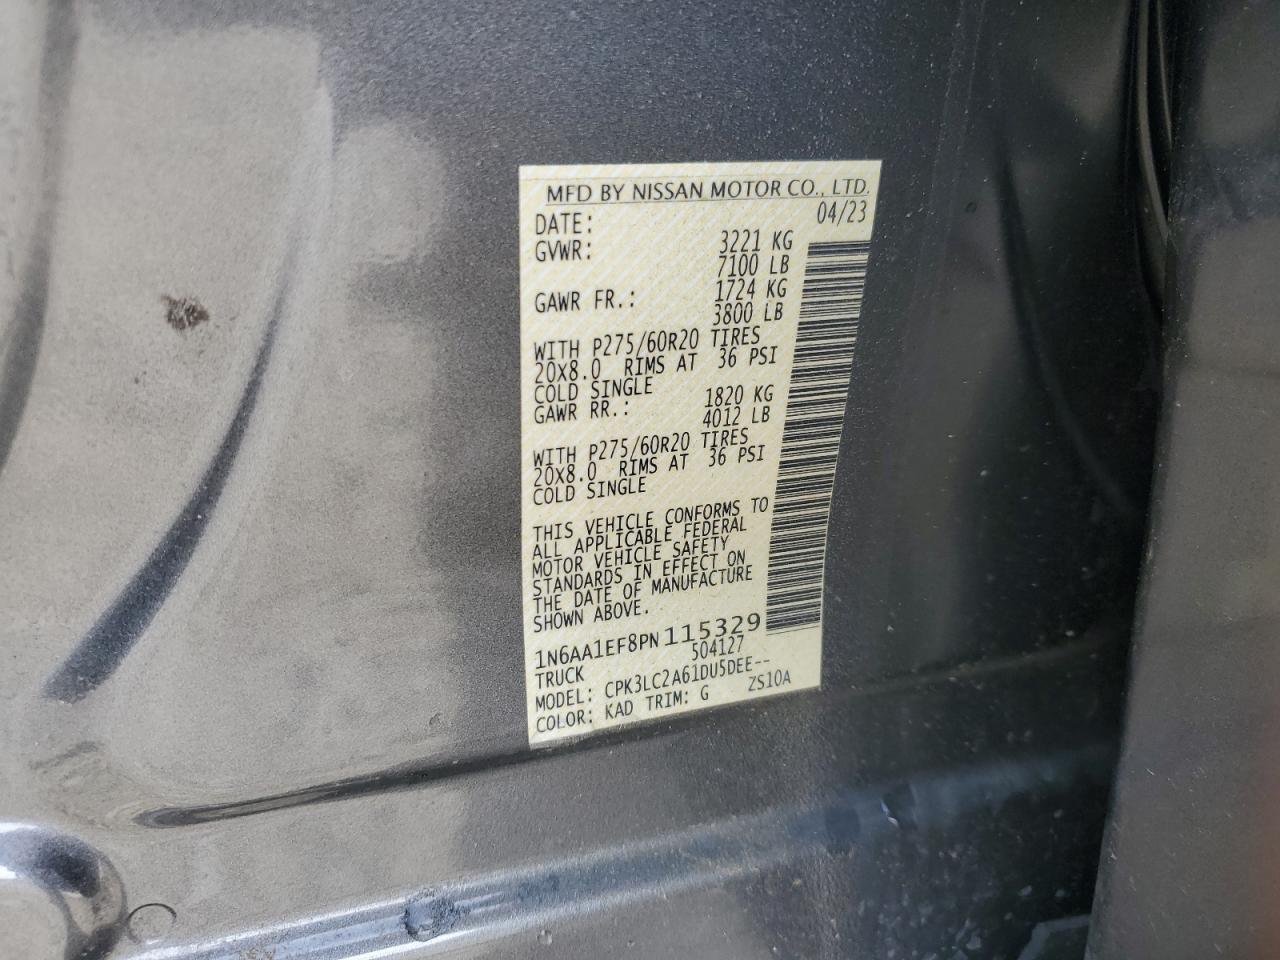 MFD BY NISSAN MOTOR CO., LTD.
DATE: 04/23
GVWR: 3221 KG
7100 LB
GAWR FR.: 1724 KG
3800 LB
WITH P275/60R20 TIRES
20X8.0 RIMS AT 36 PSI
COLD SINGLE
GAWR RR.: 1820 KG
4012 LB
WITH P275/60R20 TIRES
20X8.0 RIMS AT 36 PSI
COLD SINGLE
THIS VEHICLE CONFORMS TO
ALL APPLICABLE FEDERAL
MOTOR VEHICLE SAFETY
STANDARDS IN EFFECT ON
THE DATE OF MANUFACTURE
SHOWN ABOVE.
1N6AA1EF8PN115329
TRUCK 504127
MODEL: CPK3LC2A61DU5DEE--
COLOR: KAD TRIM: G ZS10A